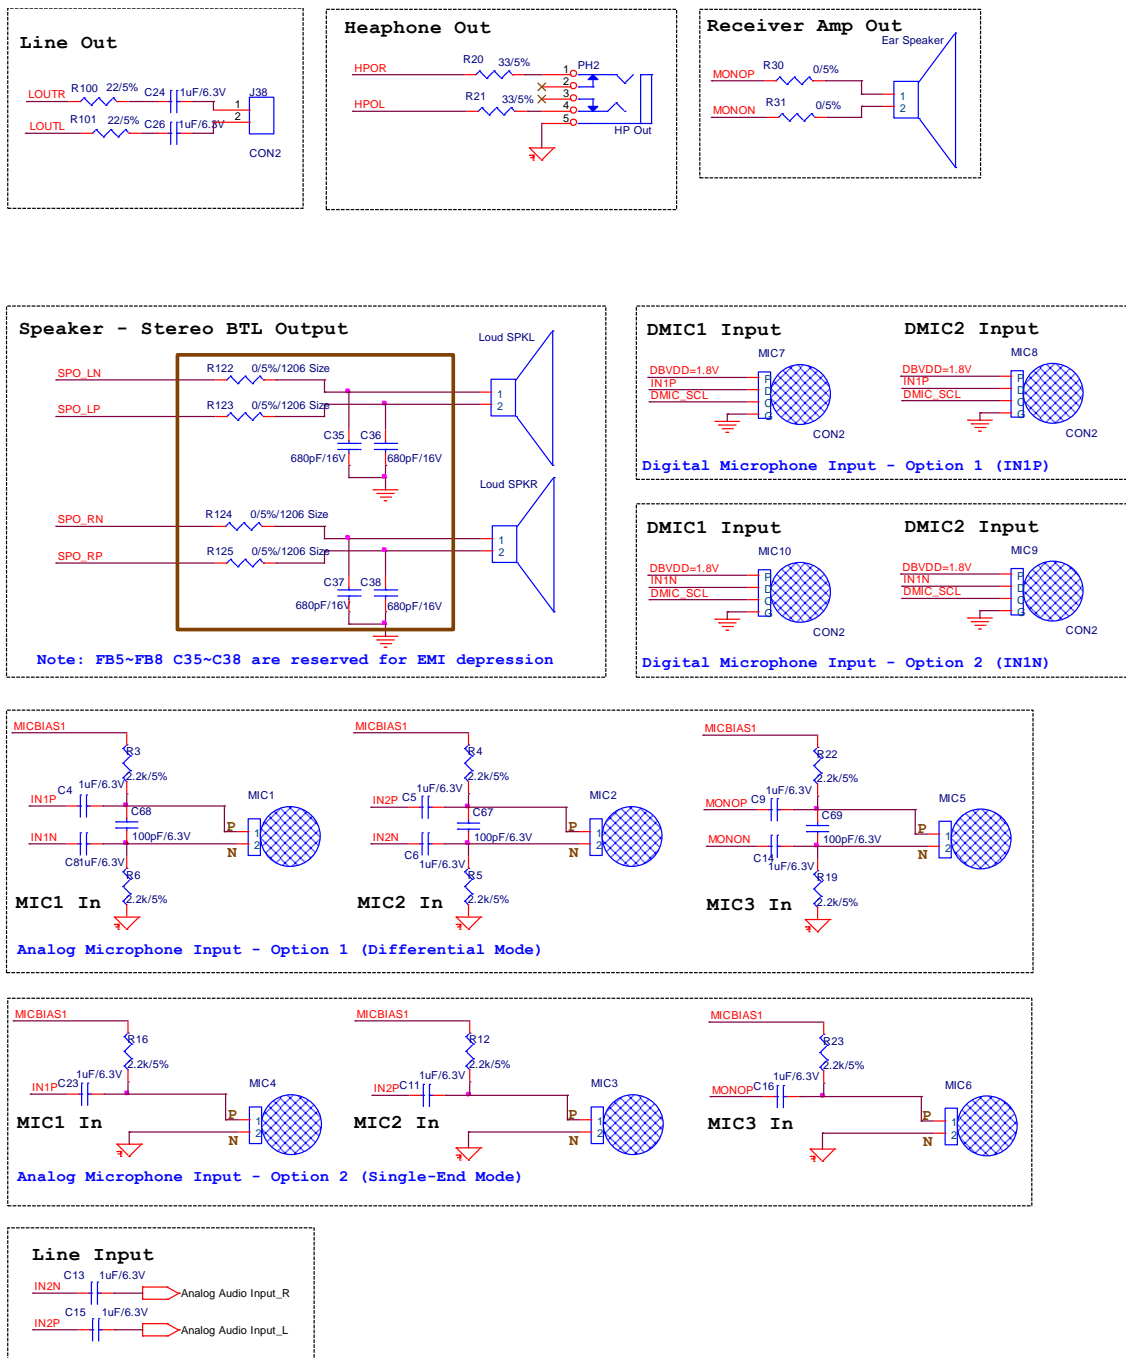 Line Out
LOUTR R100 22/5% C24 1uF/6.3V J38
1
LOUTL R101 22/5% C26 1uF/6.3V 2
CON2
Heaphone Out
HPOR R20 33/5% 1 PH2
2
3
HPOL R21 33/5% 4
5
HP Out
Receiver Amp Out
Ear Speaker
MONOP R30 0/5% 1
MONON R31 0/5% 2
Speaker - Stereo BTL Output
Loud SPKL
SPO_LN R122 0/5%/1206 Size 1
SPO_LP R123 0/5%/1206 Size 2
C35 C36
680pF/16V 680pF/16V
Loud SPKR
SPO_RN R124 0/5%/1206 Size 1
SPO_RP R125 0/5%/1206 Size 2
C37 C38
680pF/16V 680pF/16V
Note: FB5~FB8 C35~C38 are reserved for EMI depression
DMIC1 Input DMIC2 Input
MIC7 MIC8
DBVDD=1.8V P DBVDD=1.8V P
IN1P D IN1P D
DMIC_SCL C DMIC_SCL C
G G
CON2 CON2
Digital Microphone Input - Option 1 (IN1P)
DMIC1 Input DMIC2 Input
MIC10 MIC9
DBVDD=1.8V P DBVDD=1.8V P
IN1N D IN1N D
DMIC_SCL C DMIC_SCL C
G G
CON2 CON2
Digital Microphone Input - Option 2 (IN1N)
MICBIAS1
R3
2.2k/5%
IN1P C4 1uF/6.3V MIC1
C68 P 1
IN1N 100pF/6.3V N 2
C8 1uF/6.3V
R6
2.2k/5%
MIC1 In
MICBIAS1
R4
2.2k/5%
IN2P C5 1uF/6.3V MIC2
C67 P 1
IN2N 100pF/6.3V N 2
C6 1uF/6.3V
R5
2.2k/5%
MIC2 In
MICBIAS1
R22
2.2k/5%
MONOP C9 1uF/6.3V MIC5
C69 P 1
MONON 100pF/6.3V N 2
C14 1uF/6.3V
R19
2.2k/5%
MIC3 In
Analog Microphone Input - Option 1 (Differential Mode)
MICBIAS1
R16
2.2k/5%
IN1P C23 1uF/6.3V MIC4
P 1
N 2
MIC1 In
MICBIAS1
R12
2.2k/5%
IN2P C11 1uF/6.3V MIC3
P 1
N 2
MIC2 In
MICBIAS1
R23
2.2k/5%
MONOP C16 1uF/6.3V MIC6
P 1
N 2
MIC3 In
Analog Microphone Input - Option 2 (Single-End Mode)
Line Input
IN2N C13 1uF/6.3V Analog Audio Input_R
IN2P C15 1uF/6.3V Analog Audio Input_L